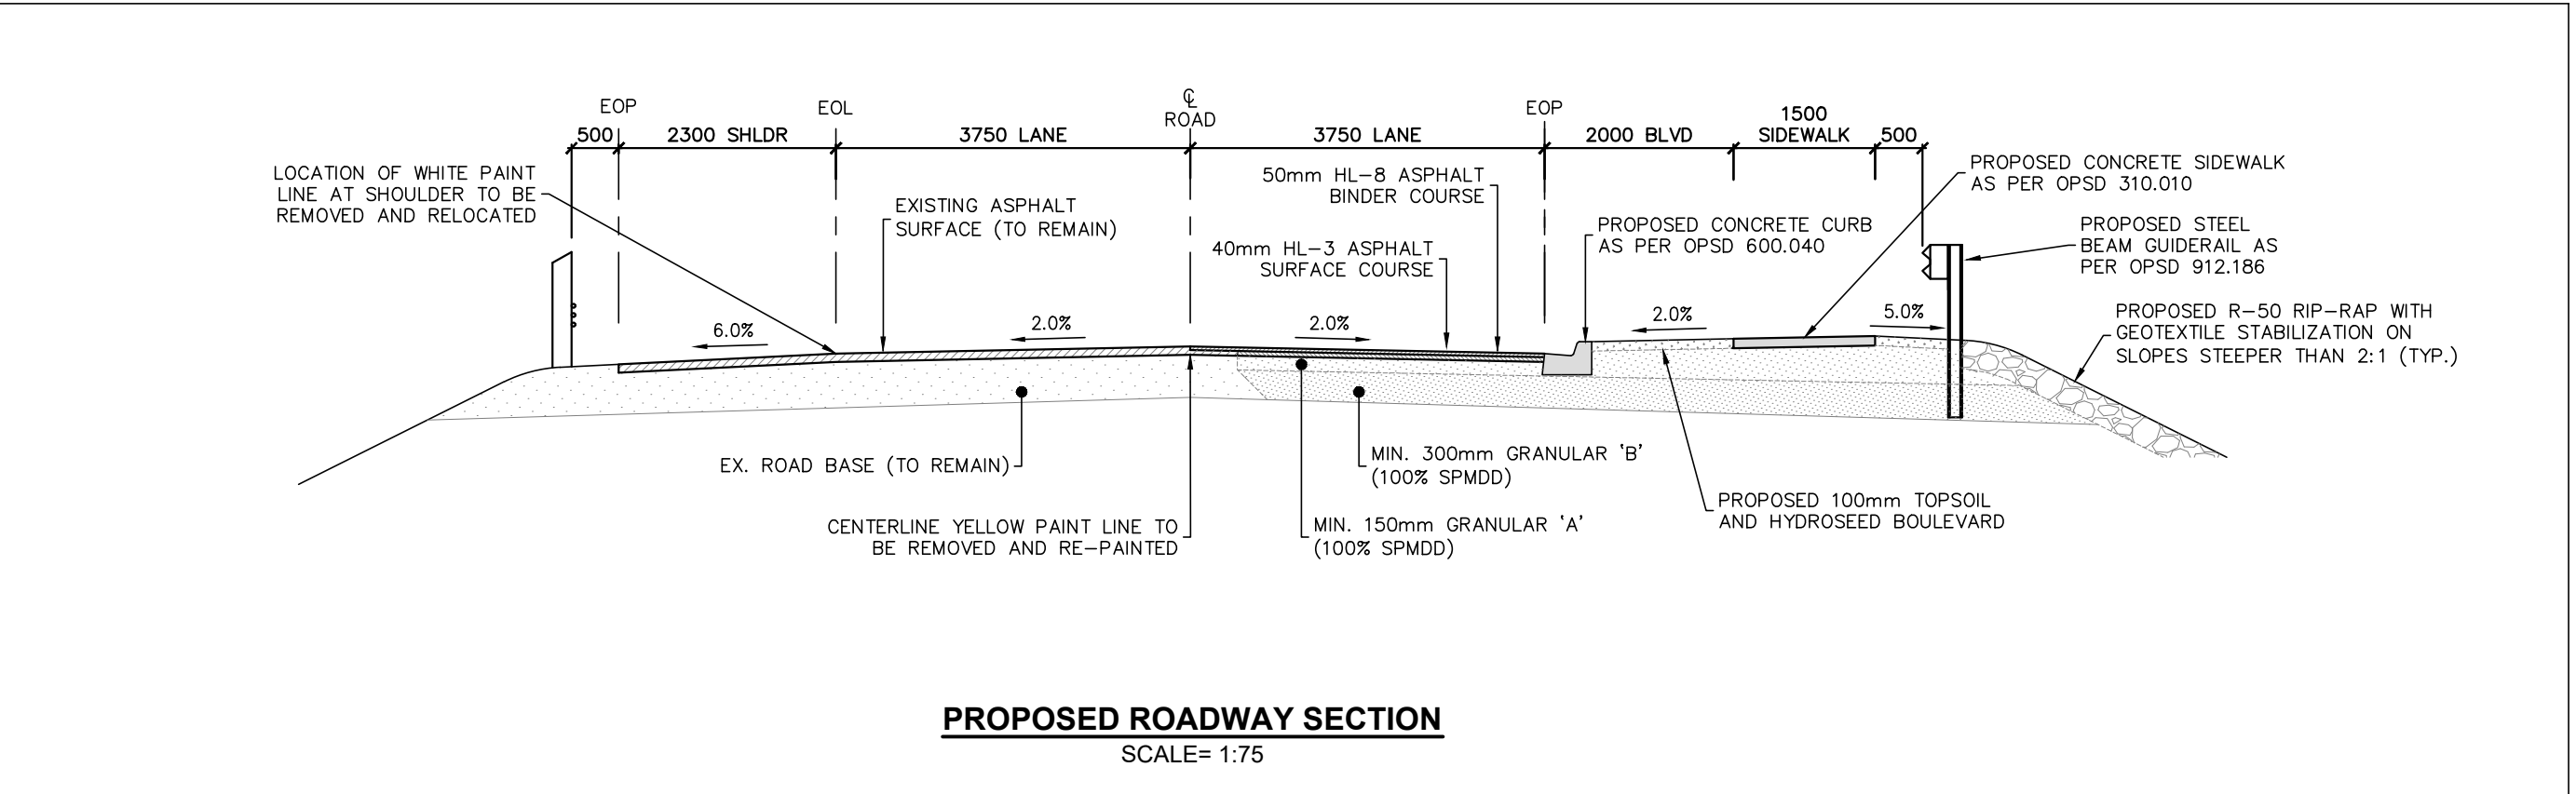 EOP
EOL
℄
ROAD
EOP
500
2300 SHLDR
3750 LANE
3750 LANE
2000 BLVD
1500
SIDEWALK
500
LOCATION OF WHITE PAINT
LINE AT SHOULDER TO BE
REMOVED AND RELOCATED
EXISTING ASPHALT
SURFACE (TO REMAIN)
50mm HL-8 ASPHALT
BINDER COURSE
40mm HL-3 ASPHALT
SURFACE COURSE
PROPOSED CONCRETE CURB
AS PER OPSD 600.040
PROPOSED CONCRETE SIDEWALK
AS PER OPSD 310.010
PROPOSED STEEL
BEAM GUIDERAIL AS
PER OPSD 912.186
PROPOSED R-50 RIP-RAP WITH
GEOTEXTILE STABILIZATION ON
SLOPES STEEPER THAN 2:1 (TYP.)
6.0%
2.0%
2.0%
2.0%
5.0%
EX. ROAD BASE (TO REMAIN)
CENTERLINE YELLOW PAINT LINE TO
BE REMOVED AND RE-PAINTED
MIN. 300mm GRANULAR 'B'
(100% SPMDD)
MIN. 150mm GRANULAR 'A'
(100% SPMDD)
PROPOSED 100mm TOPSOIL
AND HYDROSEED BOULEVARD
PROPOSED ROADWAY SECTION
SCALE= 1:75